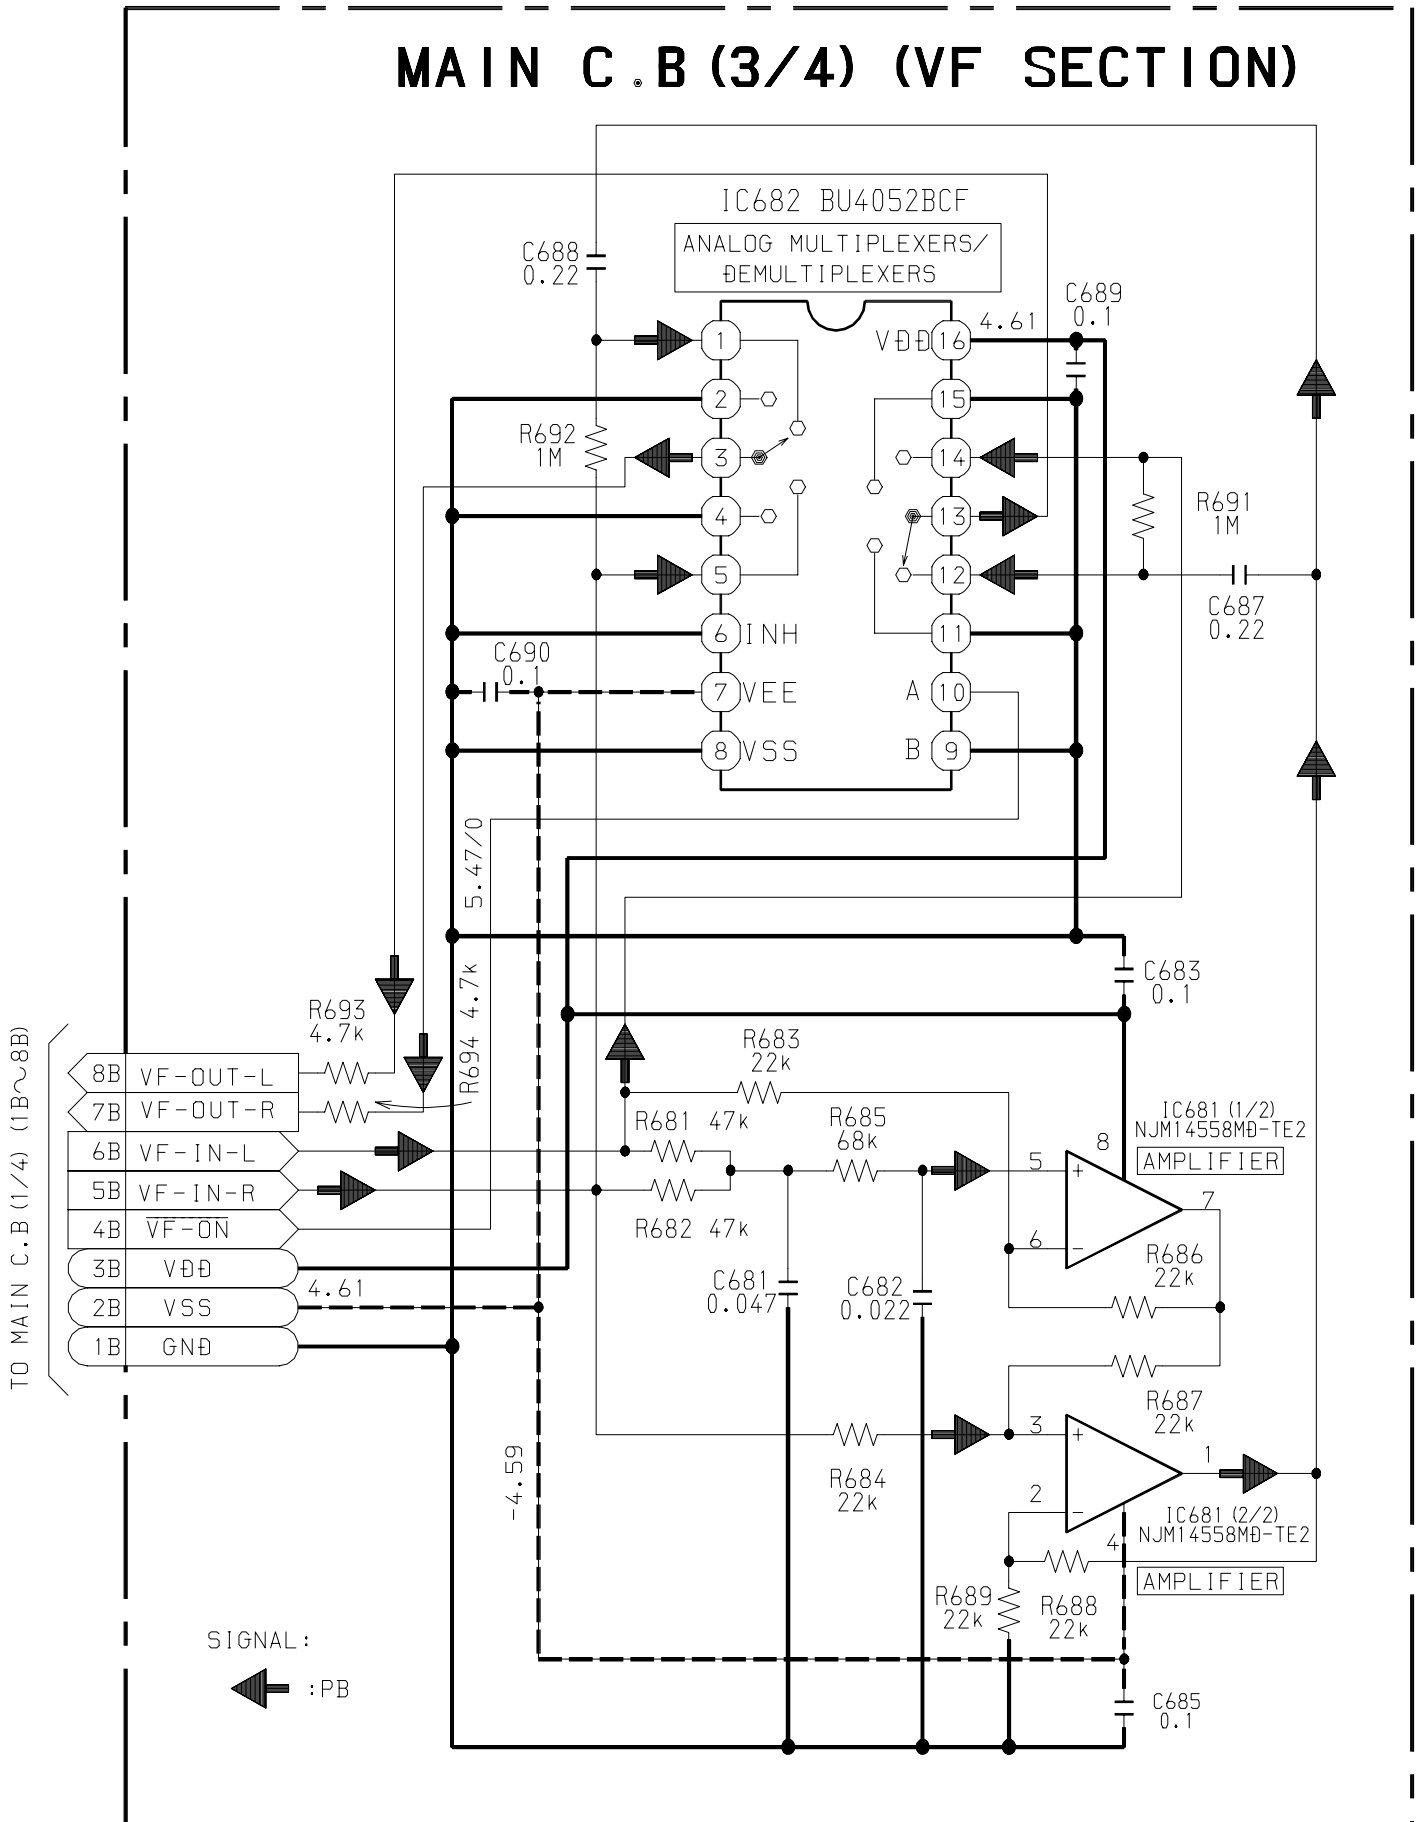 MAIN C.B (3/4) (VF SECTION)
IC682 BU4052BCF
ANALOG MULTIPLEXERS/
DEMULTIPLEXERS
C688
0.22
C689
0.1
4.61
1
VDD
16
2
15
R692
1M
3
14
4
13
R691
1M
5
12
C687
0.22
6
INH
11
C690
0.1
7
VEE
A
10
8
VSS
B
9
5.47/0
C683
0.1
R693
4.7k
R694 4.7k
R683
22k
TO MAIN C.B (1/4) (1B～8B)
8B VF-OUT-L
7B VF-OUT-R
6B VF-IN-L
5B VF-IN-R
4B VF-ON
3B VDD
2B VSS
1B GND
4.61
R681 47k
R682 47k
R685
68k
IC681 (1/2)
NJM14558MD-TE2
AMPLIFIER
8
5
+
6
-
7
R686
22k
C681
0.047
C682
0.022
R687
22k
-4.59
R684
22k
3
+
2
-
1
4
IC681 (2/2)
NJM14558MD-TE2
AMPLIFIER
R689
22k
R688
22k
SIGNAL:
:PB
C685
0.1